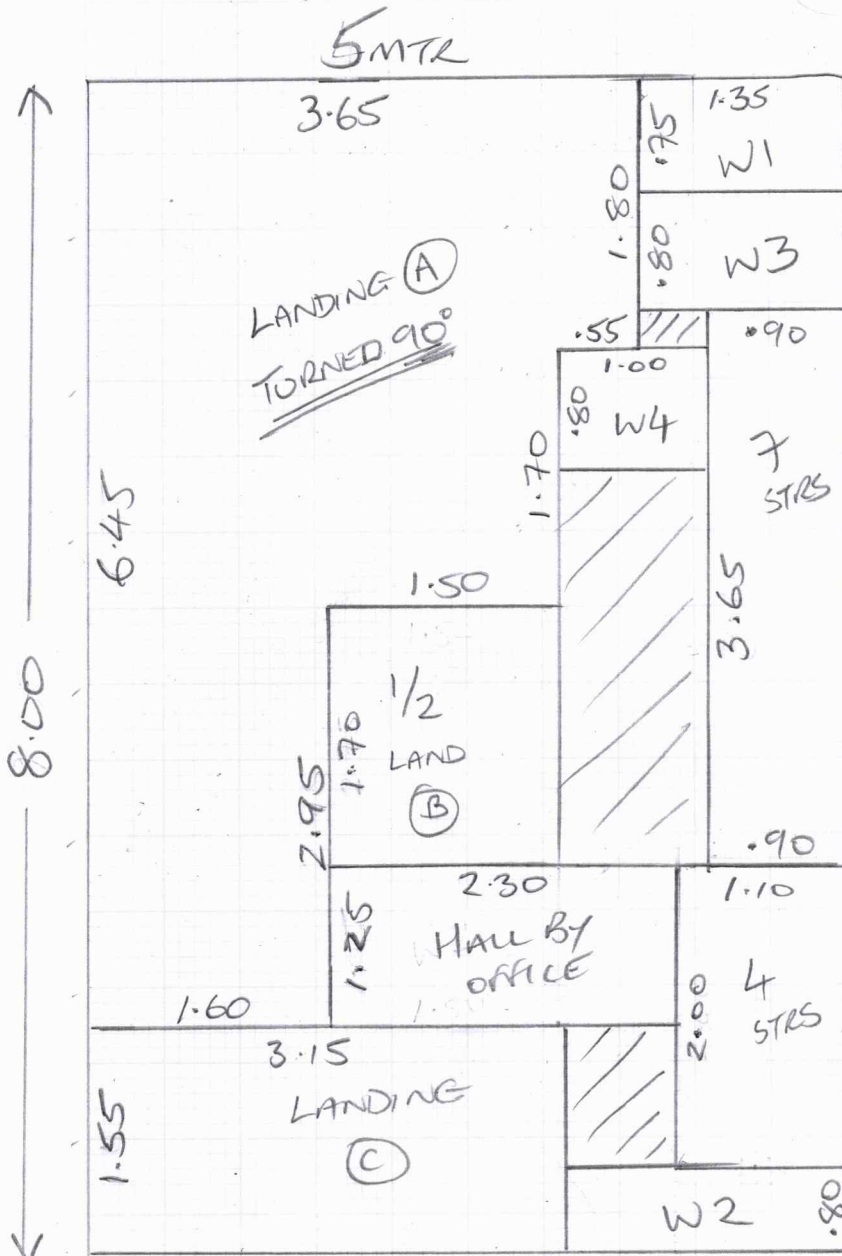 5 MTR
3.65
1.35
.75
W1
1.80
.80
W3
LANDING (A)
TURNED 90°
.55
.90
1.00
.80
W4
7
STRS
1.70
6.45
1.50
3.65
8.00
1/2
LAND
(B)
1.70
2.95
.90
2.30
1.10
1.25
HALL BY
OFFICE
4
STRS
2.00
1.60
3.15
LANDING
(C)
1.55
W2
.80